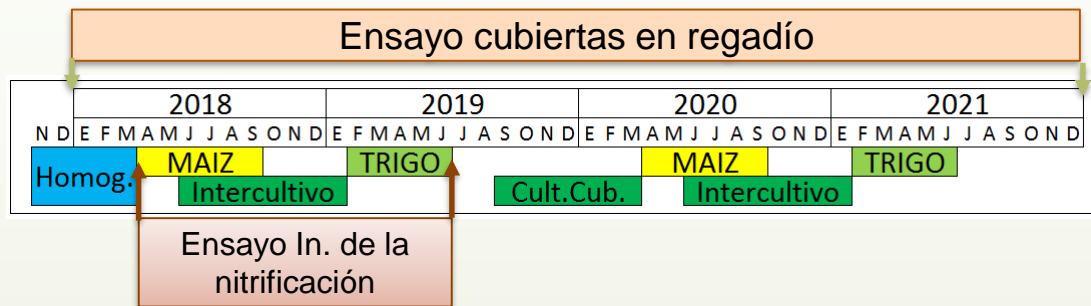 Ensayo cubiertas en regadío
2018 2019 2020 2021
N D E F M A M J J A S O N D E F M A M J J A S O N D E F M A M J J A S O N D E F M A M J J A S O N D
Homog. MAIZ TRIGO MAIZ TRIGO
Intercultivo Cult.Cub. Intercultivo
Ensayo In. de la
nitrificación